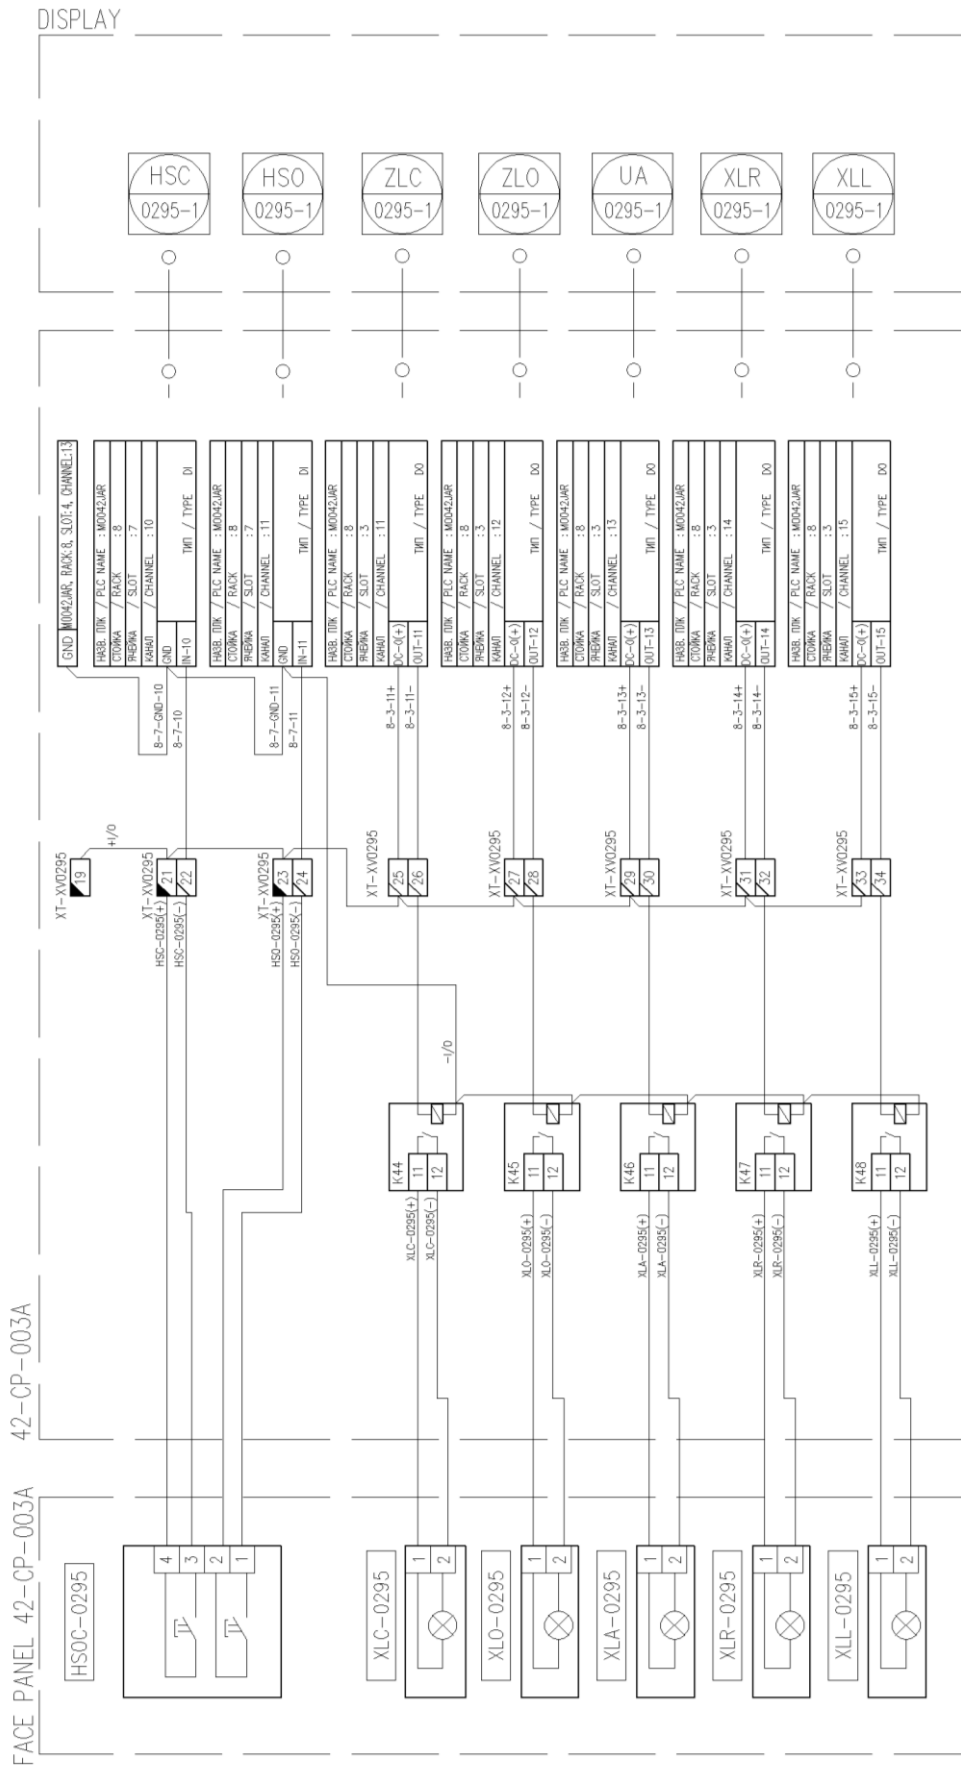 DISPLAY
HSC
0295-1
HSO
0295-1
ZLC
0295-1
ZLO
0295-1
UA
0295-1
XLR
0295-1
XLL
0295-1
GND M0042JAR, RACK:8, SLOT:4, CHANNEL:13
НАЗВ. ПЛК / PLC NAME : M0042JAR
СТОЙКА / RACK : 8
ЯЧЕЙКА / SLOT : 7
КАНАЛ / CHANNEL : 10
GND
IN-10 ТИП / TYPE DI
НАЗВ. ПЛК / PLC NAME : M0042JAR
СТОЙКА / RACK : 8
ЯЧЕЙКА / SLOT : 7
КАНАЛ / CHANNEL : 11
GND
IN-11 ТИП / TYPE DI
НАЗВ. ПЛК / PLC NAME : M0042JAR
СТОЙКА / RACK : 8
ЯЧЕЙКА / SLOT : 3
КАНАЛ / CHANNEL : 11
DC-0(+)
OUT-11 ТИП / TYPE DO
НАЗВ. ПЛК / PLC NAME : M0042JAR
СТОЙКА / RACK : 8
ЯЧЕЙКА / SLOT : 3
КАНАЛ / CHANNEL : 12
DC-0(+)
OUT-12 ТИП / TYPE DO
НАЗВ. ПЛК / PLC NAME : M0042JAR
СТОЙКА / RACK : 8
ЯЧЕЙКА / SLOT : 3
КАНАЛ / CHANNEL : 13
DC-0(+)
OUT-13 ТИП / TYPE DO
НАЗВ. ПЛК / PLC NAME : M0042JAR
СТОЙКА / RACK : 8
ЯЧЕЙКА / SLOT : 3
КАНАЛ / CHANNEL : 14
DC-0(+)
OUT-14 ТИП / TYPE DO
НАЗВ. ПЛК / PLC NAME : M0042JAR
СТОЙКА / RACK : 8
ЯЧЕЙКА / SLOT : 3
КАНАЛ / CHANNEL : 15
DC-0(+)
OUT-15 ТИП / TYPE DO
8-7-GND-10
8-7-10
8-7-GND-11
8-7-11
8-3-11+
8-3-11-
8-3-12+
8-3-12-
8-3-13+
8-3-13-
8-3-14+
8-3-14-
8-3-15+
8-3-15-
+I/O
XT-XV0295
19
XT-XV0295
21
22
XT-XV0295
23
24
XT-XV0295
25
26
XT-XV0295
27
28
XT-XV0295
29
30
XT-XV0295
31
32
XT-XV0295
33
34
HSC-0295(+)
HSC-0295(-)
HSO-0295(+)
HSO-0295(-)
-I/O
K44
11
12
K45
11
12
K46
11
12
K47
11
12
K48
11
12
XLC-0295(+)
XLC-0295(-)
XLO-0295(+)
XLO-0295(-)
XLA-0295(+)
XLA-0295(-)
XLR-0295(+)
XLR-0295(-)
XLL-0295(+)
XLL-0295(-)
42-CP-003A
FACE PANEL 42-CP-003A
HSOC-0295
4
3
2
1
XLC-0295
1
2
XLO-0295
1
2
XLA-0295
1
2
XLR-0295
1
2
XLL-0295
1
2